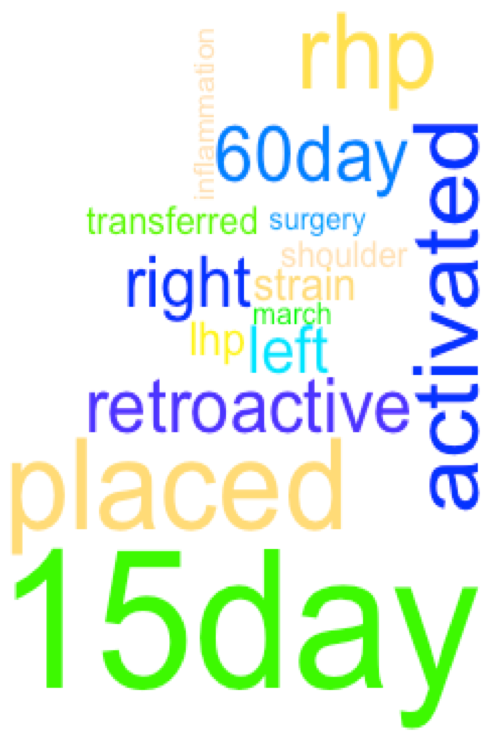 rhp
inflammation
60day
activated
transferred
surgery
shoulder
right
strain
march
lhp
left
retroactive
placed
15day